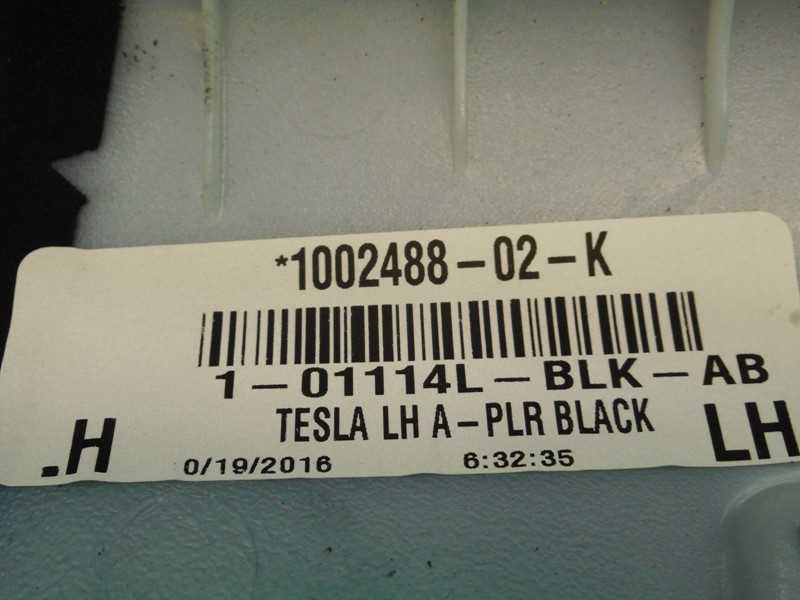 *1002488-02-K
1-01114L-BLK-AB
TESLA LH A-PLR BLACK
.H LH
0/19/2016 6:32:35